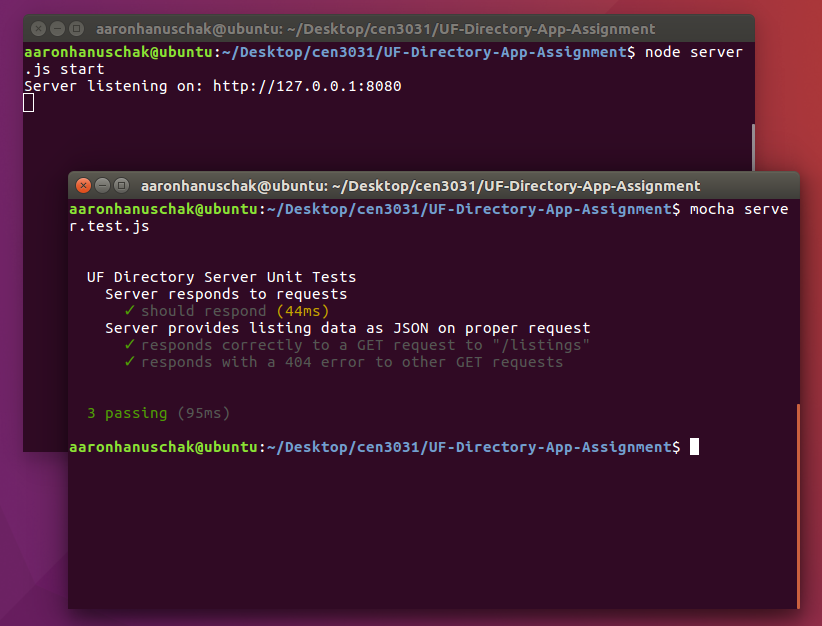 aaronhanuschak@ubuntu: ~/Desktop/cen3031/UF-Directory-App-Assignment
aaronhanuschak@ubuntu:~/Desktop/cen3031/UF-Directory-App-Assignment$ node server
.js start
Server listening on: http://127.0.0.1:8080
aaronhanuschak@ubuntu: ~/Desktop/cen3031/UF-Directory-App-Assignment
aaronhanuschak@ubuntu:~/Desktop/cen3031/UF-Directory-App-Assignment$ mocha serve
r.test.js
UF Directory Server Unit Tests
Server responds to requests
✓ should respond (44ms)
Server provides listing data as JSON on proper request
✓ responds correctly to a GET request to "/listings"
✓ responds with a 404 error to other GET requests
3 passing (95ms)
aaronhanuschak@ubuntu:~/Desktop/cen3031/UF-Directory-App-Assignment$